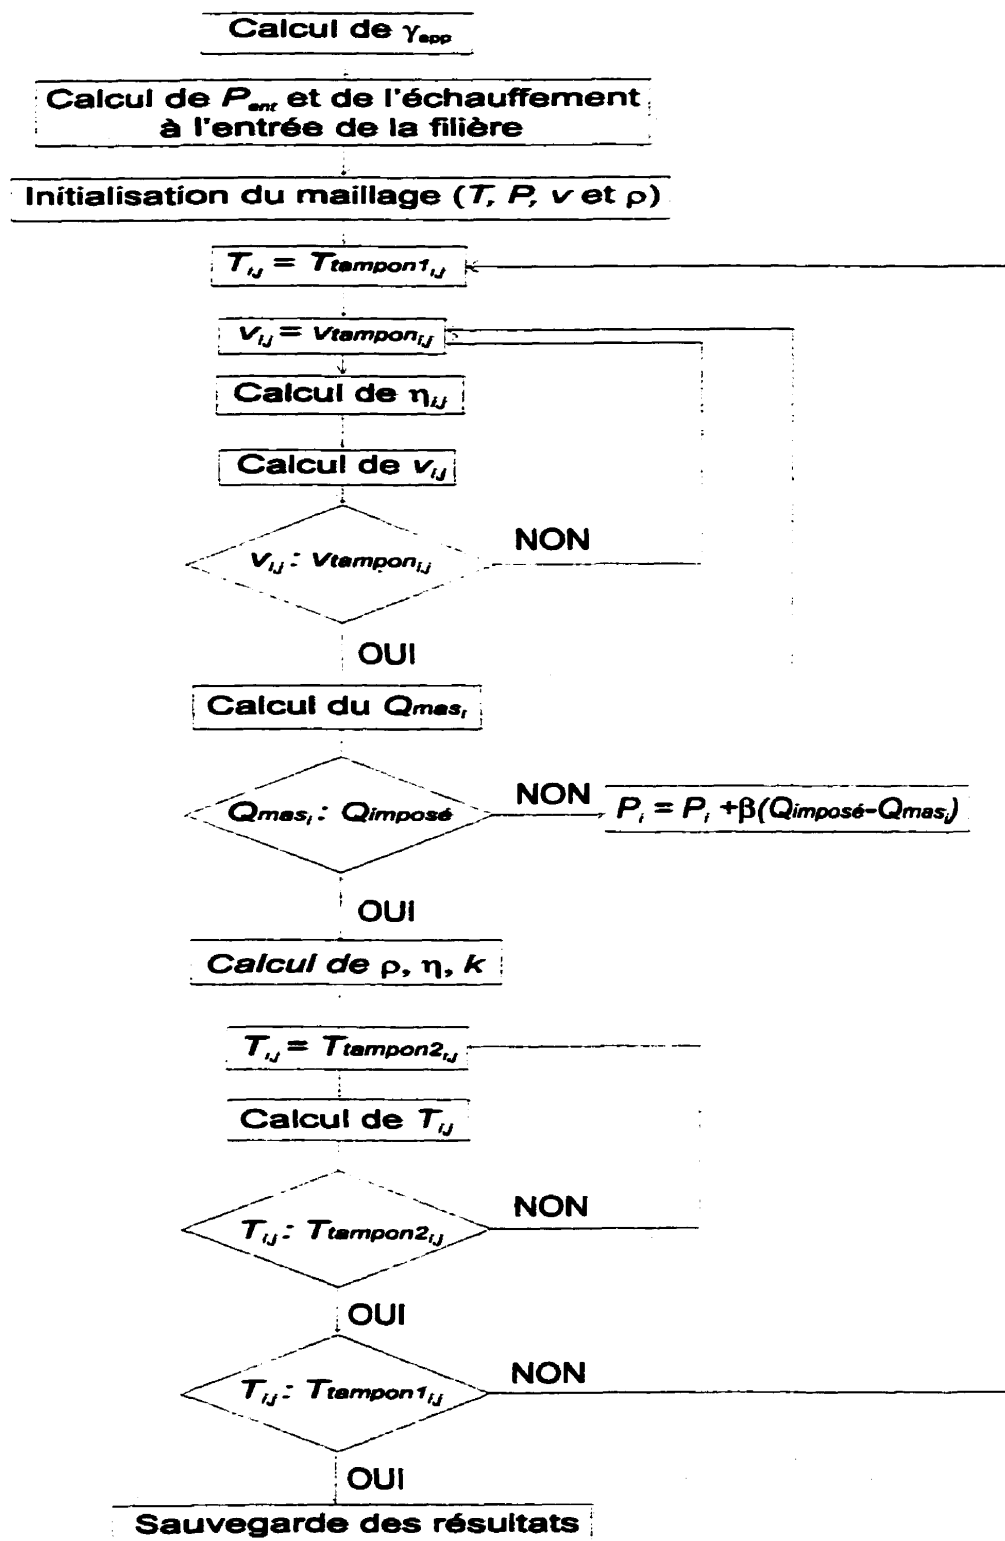 Calcul de γapp
Calcul de Pent et de l'échauffement
à l'entrée de la filière
Initialisation du maillage (T, P, v et ρ)
Ti,j = Ttampon1i,j
vi,j = vtamponi,j
Calcul de ηi,j
Calcul de vi,j
vi,j : vtamponi,j
NON
OUI
Calcul du Qmasi
Qmasi : Qimposé
NON
Pi = Pi +β(Qimposé-Qmasi)
OUI
Calcul de ρ, η, k
Ti,j = Ttampon2i,j
Calcul de Ti,j
Ti,j : Ttampon2i,j
NON
OUI
Ti,j : Ttampon1i,j
NON
OUI
Sauvegarde des résultats